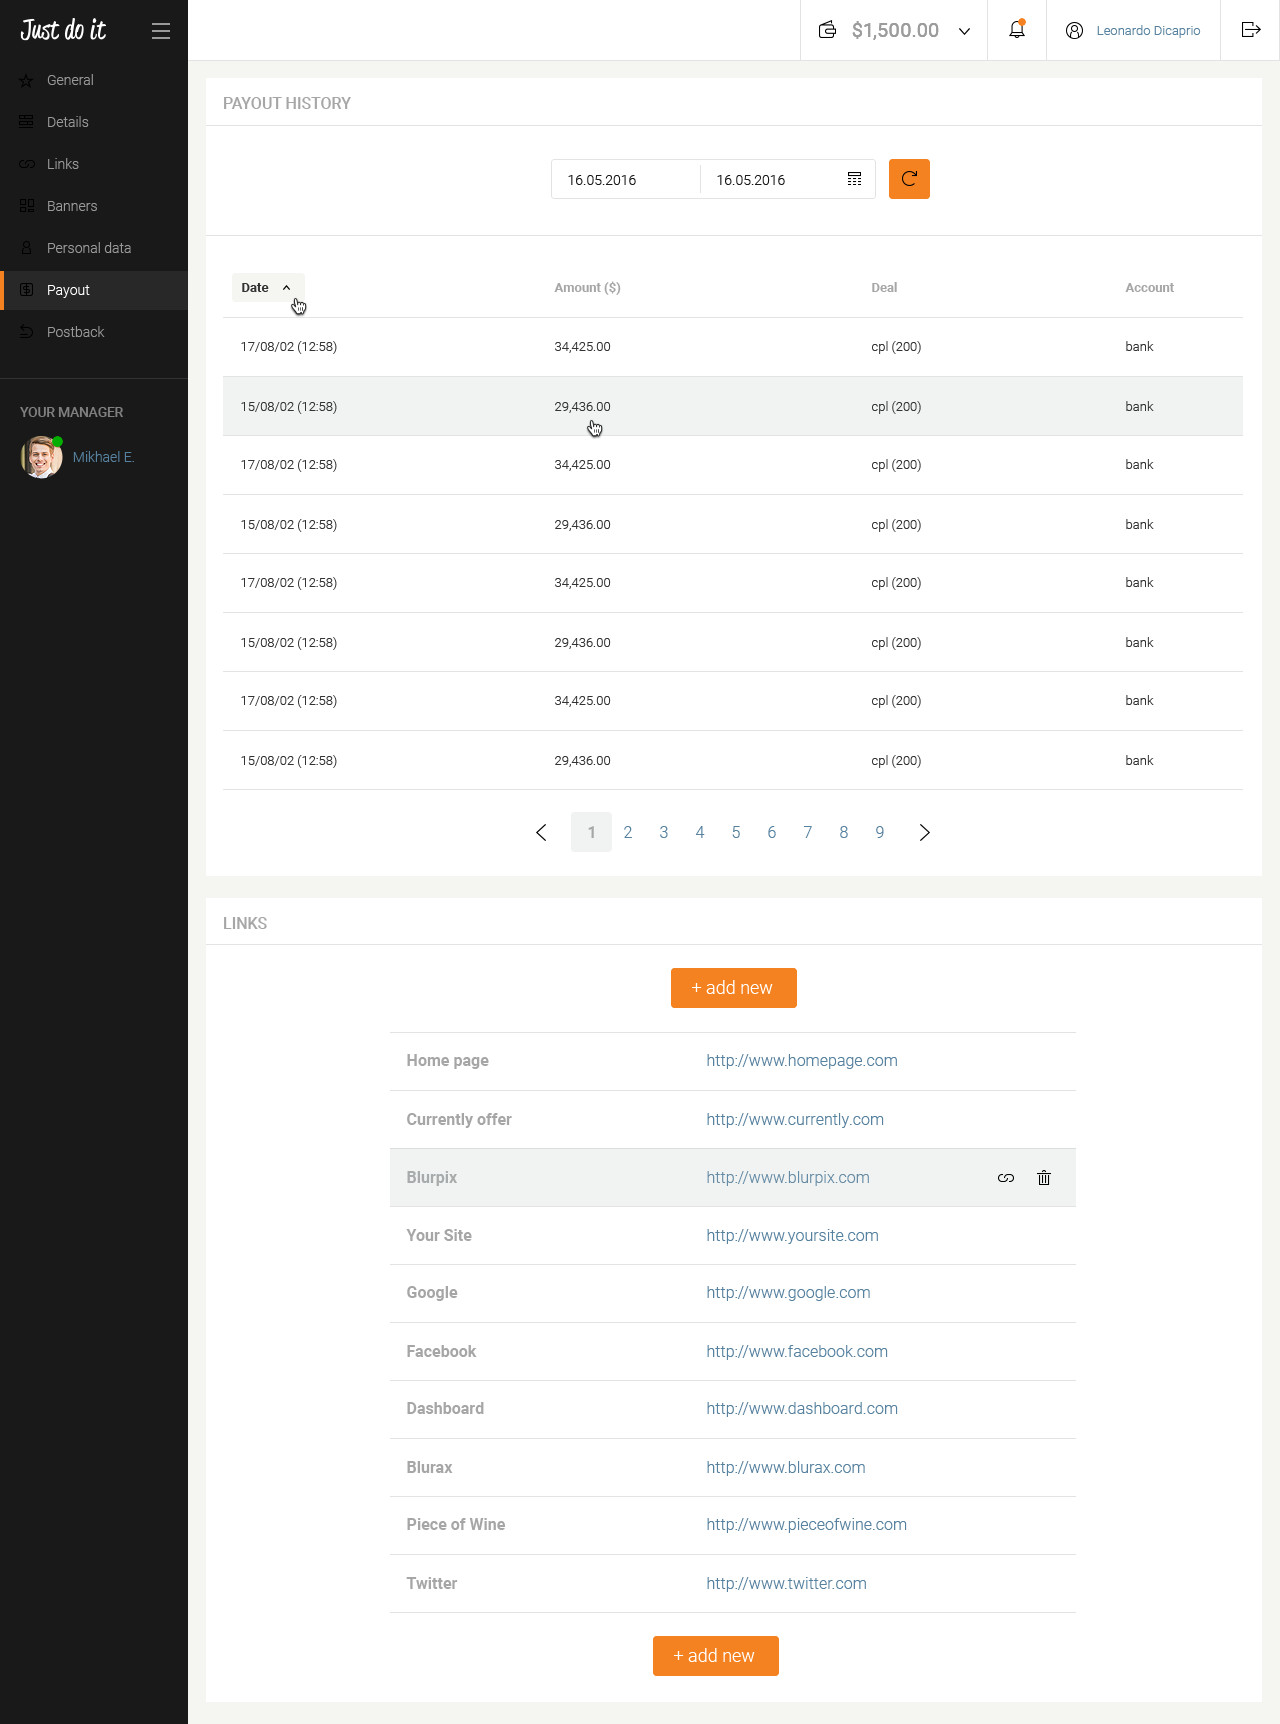 Just do it
$1,500.00
Leonardo Dicaprio
General
Details
Links
Banners
Personal data
Payout
Postback
YOUR MANAGER
Mikhael E.
PAYOUT HISTORY
16.05.2016 16.05.2016
Date Amount ($) Deal Account
17/08/02 (12:58) 34,425.00 cpl (200) bank
15/08/02 (12:58) 29,436.00 cpl (200) bank
17/08/02 (12:58) 34,425.00 cpl (200) bank
15/08/02 (12:58) 29,436.00 cpl (200) bank
17/08/02 (12:58) 34,425.00 cpl (200) bank
15/08/02 (12:58) 29,436.00 cpl (200) bank
17/08/02 (12:58) 34,425.00 cpl (200) bank
15/08/02 (12:58) 29,436.00 cpl (200) bank
1 2 3 4 5 6 7 8 9
LINKS
+ add new
Home page http://www.homepage.com
Currently offer http://www.currently.com
Blurpix http://www.blurpix.com
Your Site http://www.yoursite.com
Google http://www.google.com
Facebook http://www.facebook.com
Dashboard http://www.dashboard.com
Blurax http://www.blurax.com
Piece of Wine http://www.pieceofwine.com
Twitter http://www.twitter.com
+ add new